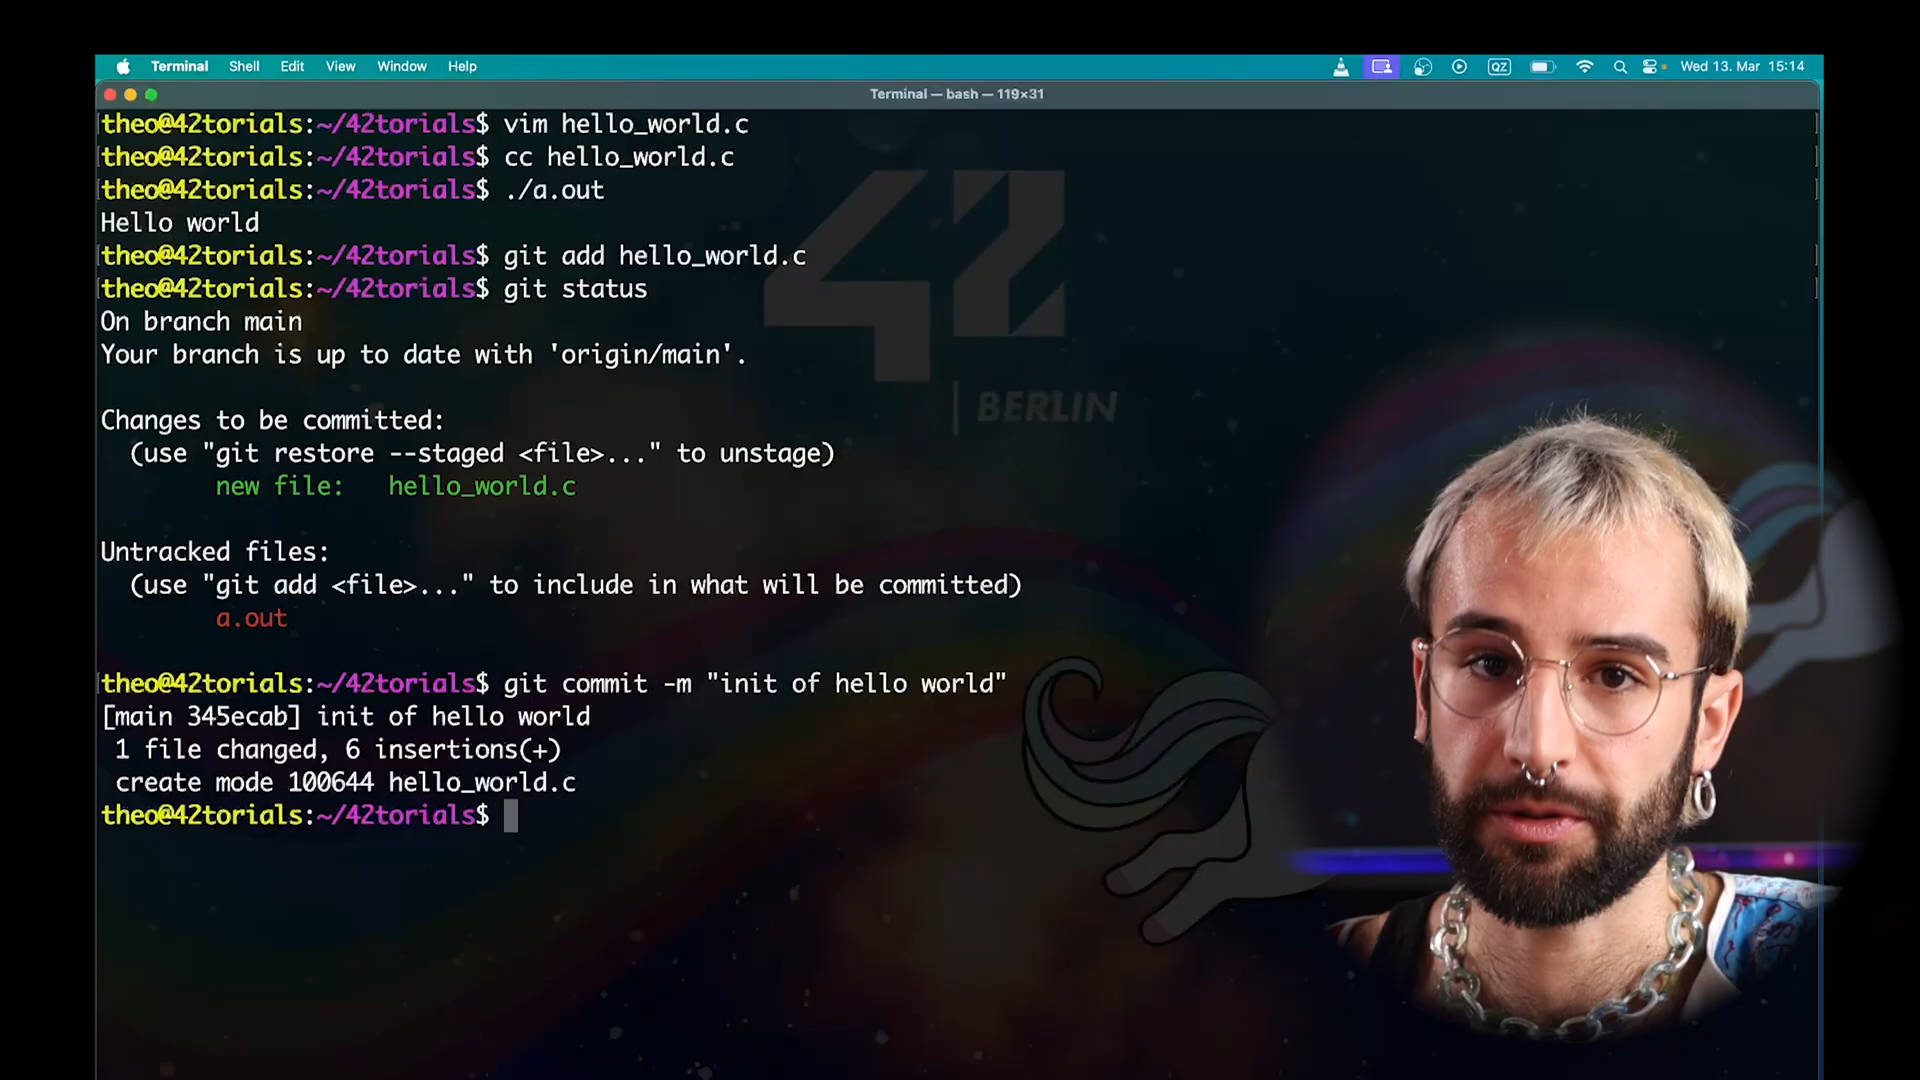 Terminal Shell Edit View Window Help QZ Wed 13. Mar 15:14
Terminal — bash — 119×31
theo@42torials:~/42torials$ vim hello_world.c
theo@42torials:~/42torials$ cc hello_world.c
theo@42torials:~/42torials$ ./a.out
Hello world
theo@42torials:~/42torials$ git add hello_world.c
theo@42torials:~/42torials$ git status
On branch main
Your branch is up to date with 'origin/main'.
Changes to be committed:
(use "git restore --staged <file>..." to unstage)
new file: hello_world.c
Untracked files:
(use "git add <file>..." to include in what will be committed)
a.out
theo@42torials:~/42torials$ git commit -m "init of hello world"
[main 345ecab] init of hello world
1 file changed, 6 insertions(+)
create mode 100644 hello_world.c
theo@42torials:~/42torials$
42
BERLIN